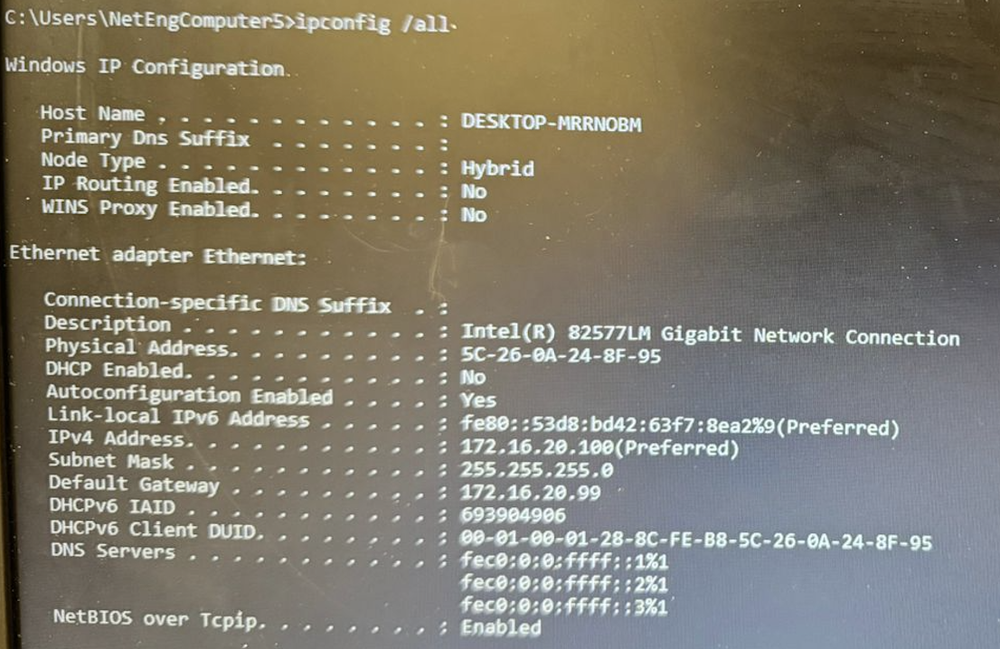 C:\Users\NetEngComputer5>ipconfig /all
Windows IP Configuration
Host Name . . . . . . . . . . . . : DESKTOP-MRRNOBM
Primary Dns Suffix  . . . . . . . :
Node Type . . . . . . . . . . . . : Hybrid
IP Routing Enabled. . . . . . . . : No
WINS Proxy Enabled. . . . . . . . : No
Ethernet adapter Ethernet:
Connection-specific DNS Suffix  . :
Description . . . . . . . . . . . : Intel(R) 82577LM Gigabit Network Connection
Physical Address. . . . . . . . . : 5C-26-0A-24-8F-95
DHCP Enabled. . . . . . . . . . . : No
Autoconfiguration Enabled . . . . : Yes
Link-local IPv6 Address . . . . . : fe80::53d8:bd42:63f7:8ea2%9(Preferred)
IPv4 Address. . . . . . . . . . . : 172.16.20.100(Preferred)
Subnet Mask . . . . . . . . . . . : 255.255.255.0
Default Gateway . . . . . . . . . : 172.16.20.99
DHCPv6 IAID . . . . . . . . . . . : 693904906
DHCPv6 Client DUID. . . . . . . . : 00-01-00-01-28-8C-FE-B8-5C-26-0A-24-8F-95
DNS Servers . . . . . . . . . . . : fec0:0:0:ffff::1%1
fec0:0:0:ffff::2%1
fec0:0:0:ffff::3%1
NetBIOS over Tcpip. . . . . . . . : Enabled